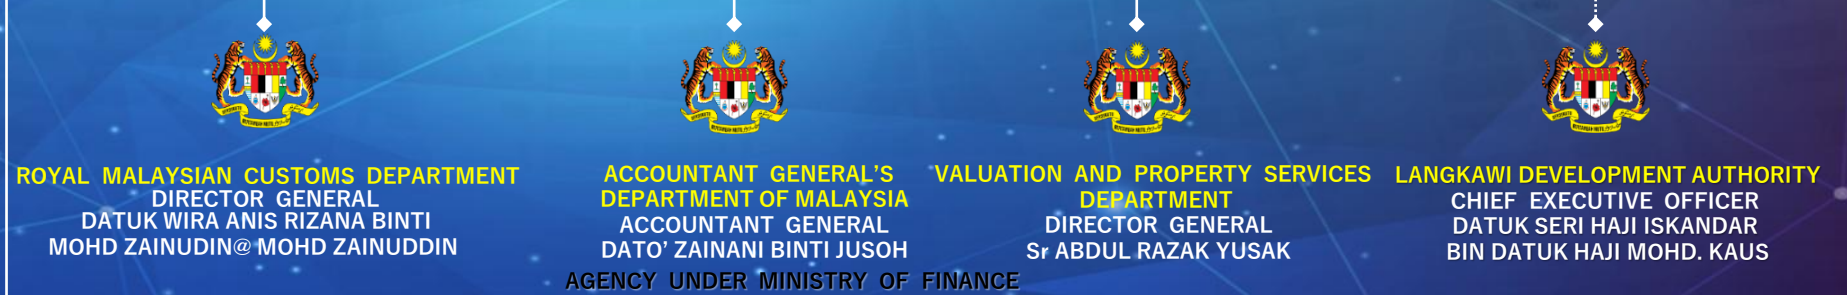 ROYAL MALAYSIAN CUSTOMS DEPARTMENT
DIRECTOR GENERAL
DATUK WIRA ANIS RIZANA BINTI
MOHD ZAINUDIN@ MOHD ZAINUDDIN
ACCOUNTANT GENERAL'S
DEPARTMENT OF MALAYSIA
ACCOUNTANT GENERAL
DATO' ZAINANI BINTI JUSOH
VALUATION AND PROPERTY SERVICES
DEPARTMENT
DIRECTOR GENERAL
Sr ABDUL RAZAK YUSAK
LANGKAWI DEVELOPMENT AUTHORITY
CHIEF EXECUTIVE OFFICER
DATUK SERI HAJI ISKANDAR
BIN DATUK HAJI MOHD. KAUS
AGENCY UNDER MINISTRY OF FINANCE